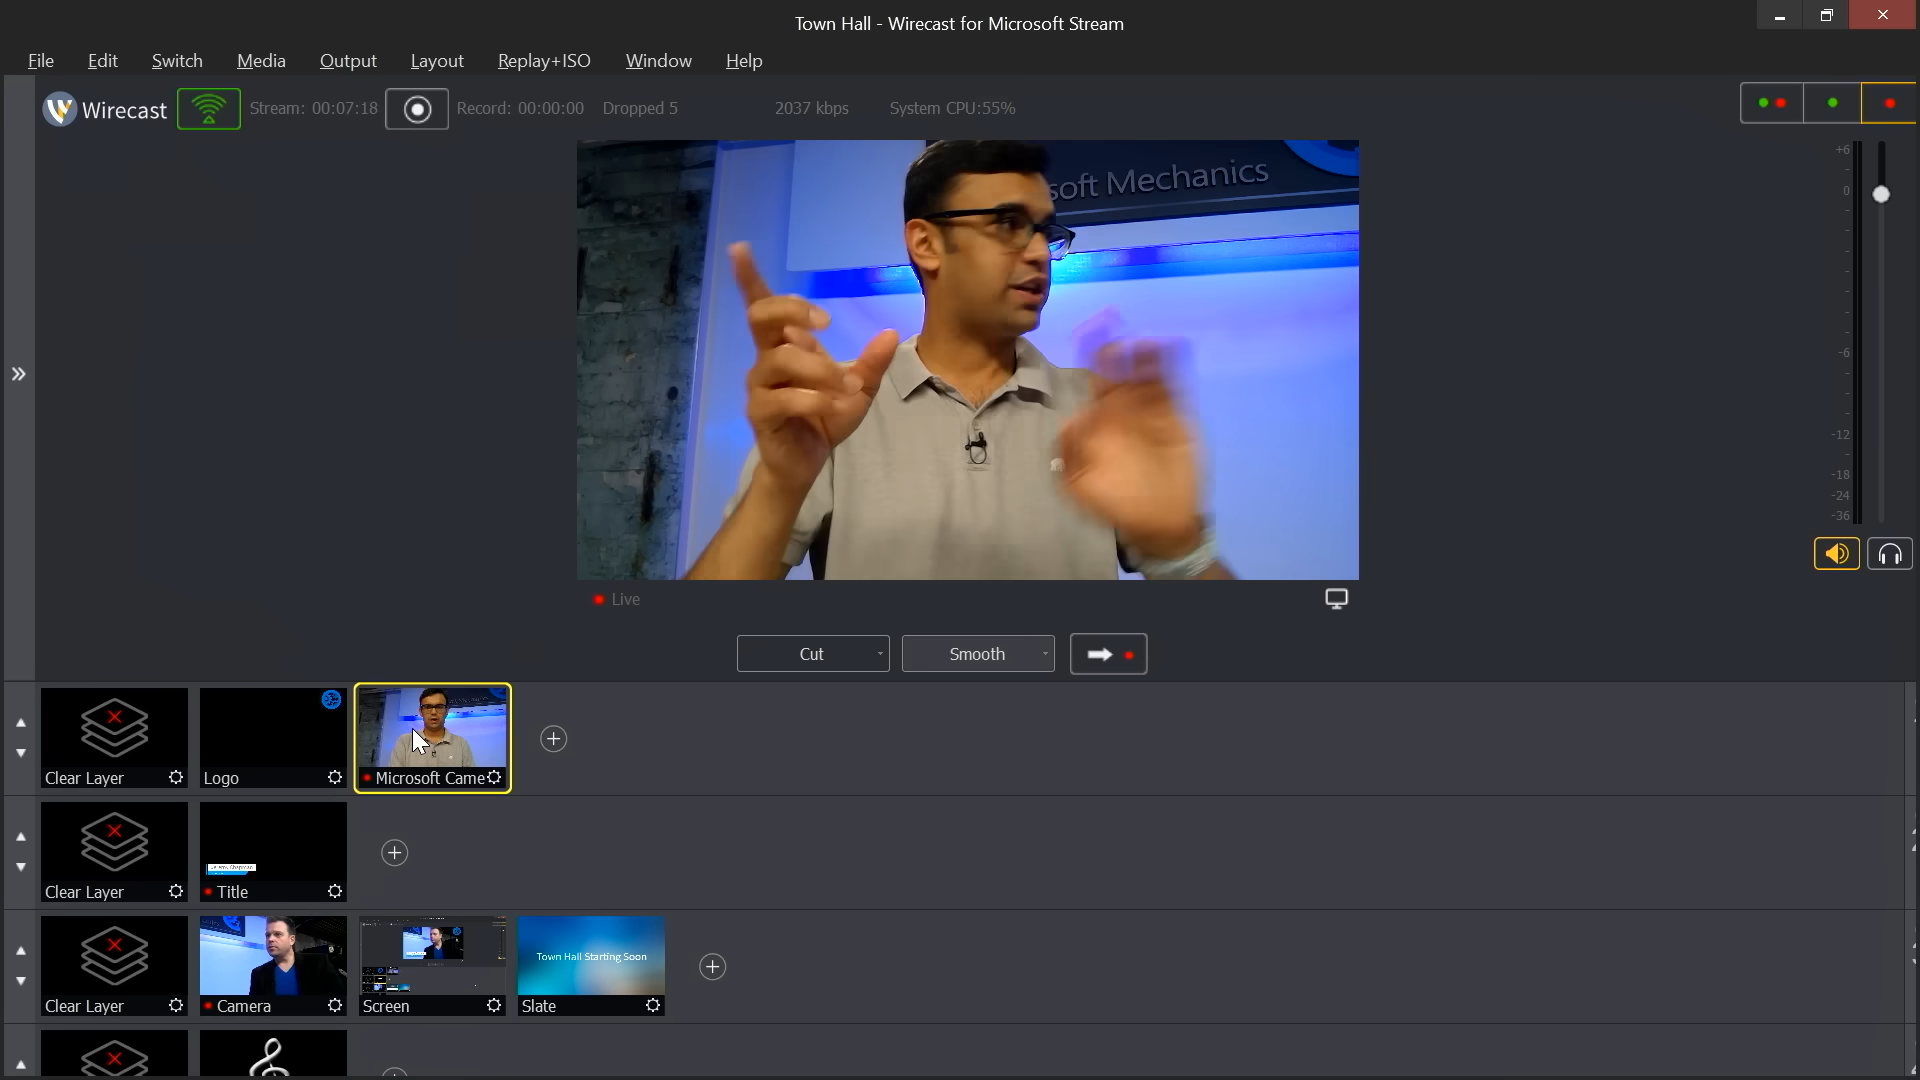 Town Hall - Wirecast for Microsoft Stream
File Edit Switch Media Output Layout Replay+ISO Window Help
Wirecast Stream: 00:07:18 Record: 00:00:00 Dropped 5 2037 kbps System CPU:55%
soft Mechanics
+6
0
-6
-12
-18
-24
-36
Live
Cut Smooth
Clear Layer Logo Microsoft Came
Jeremy Chapman
Clear Layer Title
Town Hall Starting Soon
Clear Layer Camera Screen Slate